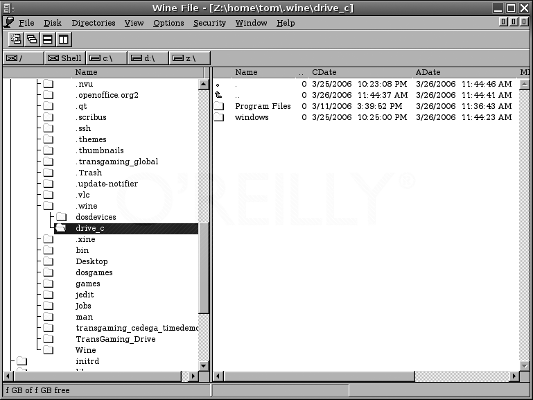 Wine File - [Z:\home\tom\.wine\drive_c]
File Disk Directories View Options Security Window Help
/ Shell c:\ d:\ z:\
Name
.nvu
.openoffice.org2
.qt
.scribus
.ssh
.themes
.thumbnails
.transgaming_global
.Trash
.update-notifier
.vlc
.wine
dosdevices
drive_c
.xine
bin
Desktop
dosgames
games
jedit
Jobs
man
transgaming_cedega_timedemo
TransGaming_Drive
Wine
initrd
Name .. CDate ADate
. 0 3/25/2006 10:23:08 PM 3/26/2006 11:44:46 AM
.. 0 3/26/2006 11:44:37 AM 3/26/2006 11:44:41 AM
Program Files 0 3/11/2006 3:39:52 PM 3/26/2006 11:36:43 AM
windows 0 3/25/2006 10:25:00 PM 3/26/2006 11:44:23 AM
O'REILLY®
f GB of f GB free